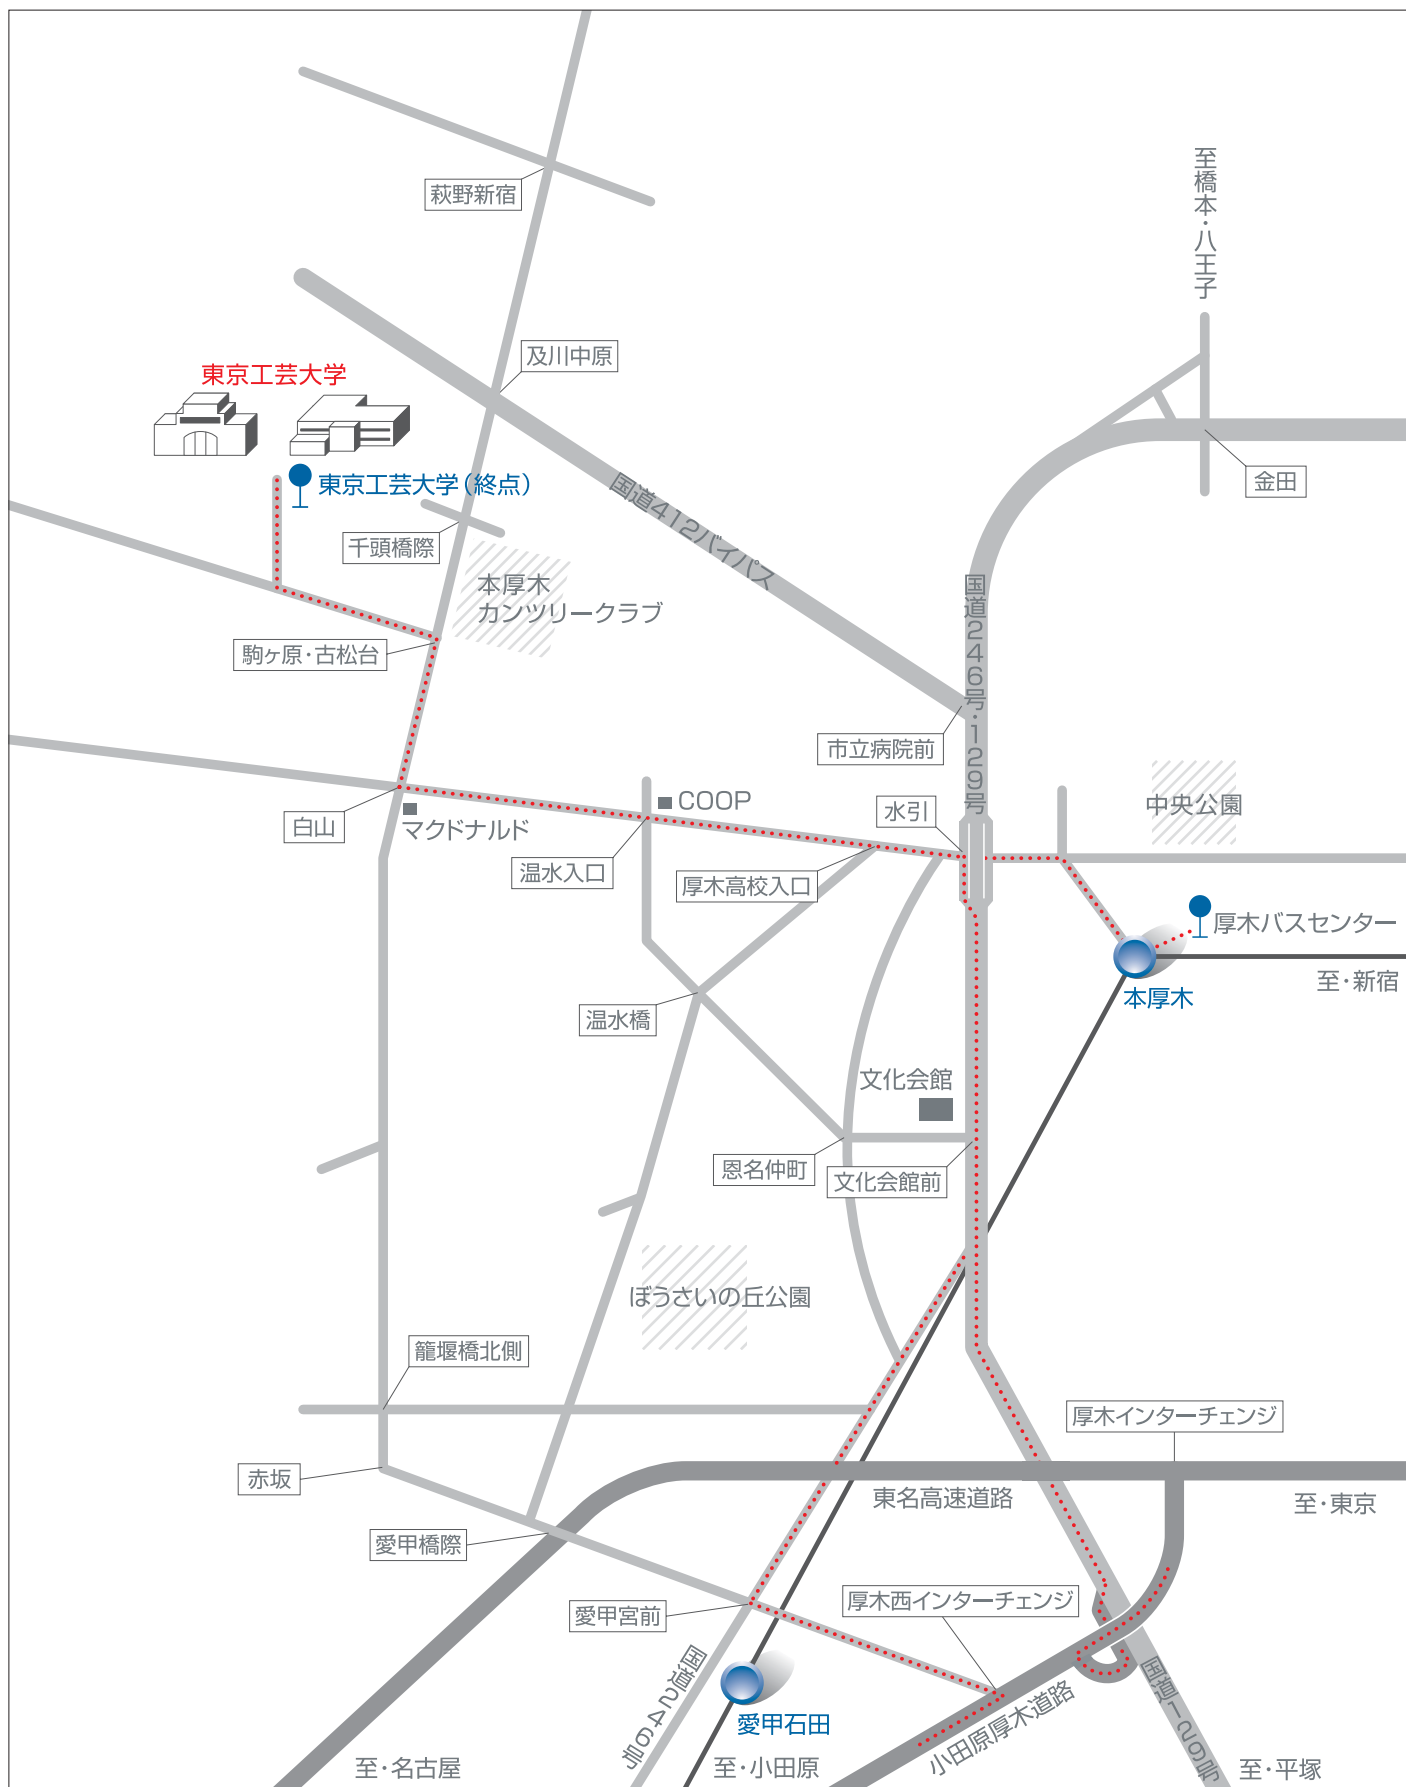 萩野新宿
至橋本・八王子
及川中原
東京工芸大学
東京工芸大学(終点)
金田
国道412バイパス
千頭橋際
本厚木
カンツリークラブ
国道246号・129号
駒ヶ原・古松台
市立病院前
COOP
水引
中央公園
白山
マクドナルド
温水入口
厚木高校入口
厚木バスセンター
至・新宿
本厚木
温水橋
文化会館
恩名仲町
文化会館前
ぼうさいの丘公園
籠堰橋北側
厚木インターチェンジ
赤坂
東名高速道路
至・東京
愛甲橋際
愛甲宮前
厚木西インターチェンジ
国道246号
愛甲石田
小田原厚木道路
国道129号
至・名古屋
至・小田原
至・平塚